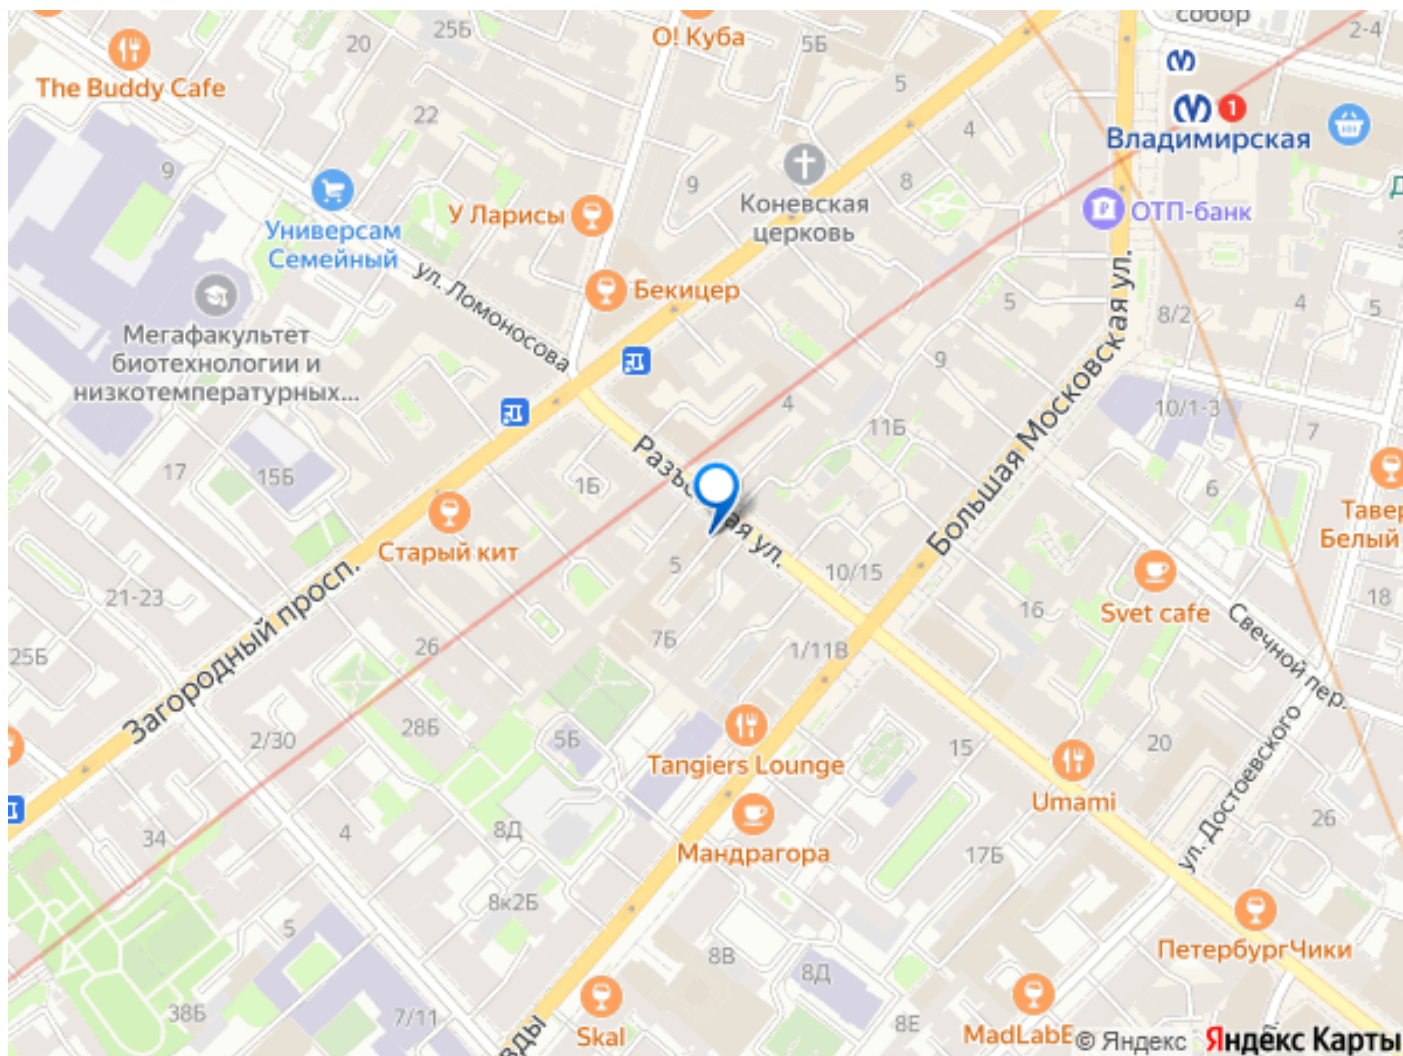 собор
2-4
О! Куба
5Б
25Б
20
The Buddy Cafe
5
22
4
1
Владимирская
9
Универсам
Семейный
У Ларисы
9
8
Коневская
церковь
ОТП-банк
ул. Ломоносова
Бекицер
5
8/2
4
5
Мегафакультет
биотехнологии и
низкотемпературных...
9
Большая Московская ул.
4
11Б
10/1-3
7
17
15Б
1Б
Разъезжая ул.
6
Старый кит
Белый
5
10/15
Svet cafe
16
18
Свечной пер.
21-23
Загородный просп.
26
7Б
1/11В
25Б
28Б
2/30
5Б
Tangiers Lounge
15
20
Umami
ул. Достоевского
26
34
4
8Д
Мандрагора
17Б
8к2Б
5
8В
8Д
ПетербургЧики
38Б
7/11
Skal
8Е
MadLabE
© Яндекс Яндекс Карты